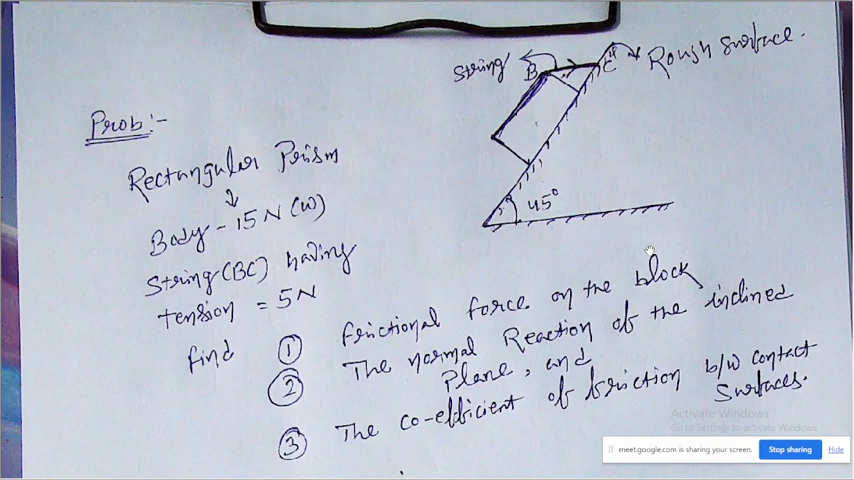 String
B
C
Rough surface.
45°
Prob:-
Rectangular Prism
Body - 15 N (W)
String (BC) having
tension = 5 N
find ① frictional force on the block
② The normal Reaction of the inclined
Plane, and
③ The co-efficient of friction b/w contact
Surfaces.
Activate Windows
Go to Settings to activate Windows.
meet.google.com is sharing your screen.
Stop sharing
Hide